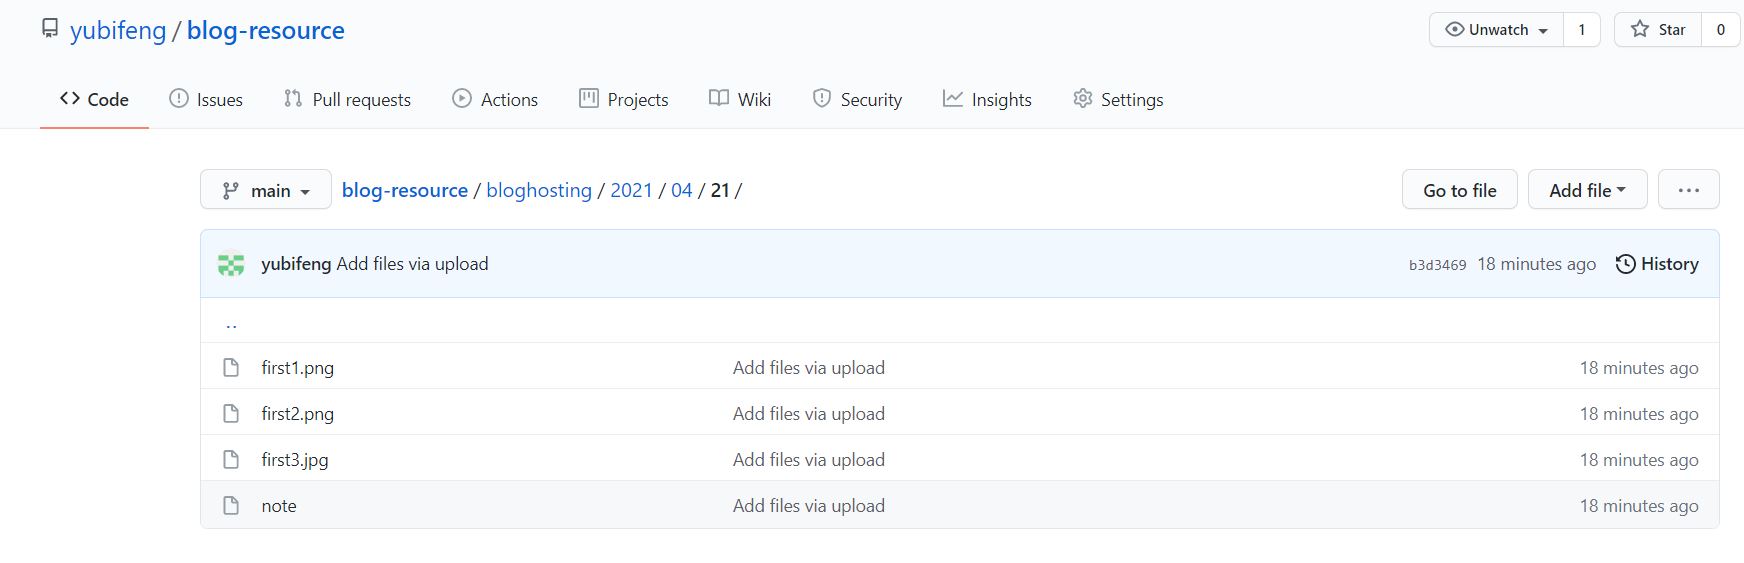 yubifeng / blog-resource Unwatch 1 Star 0
Code Issues Pull requests Actions Projects Wiki Security Insights Settings
main blog-resource / bloghosting / 2021 / 04 / 21 / Go to file Add file ...
yubifeng Add files via upload b3d3469 18 minutes ago History
..
first1.png Add files via upload 18 minutes ago
first2.png Add files via upload 18 minutes ago
first3.jpg Add files via upload 18 minutes ago
note Add files via upload 18 minutes ago